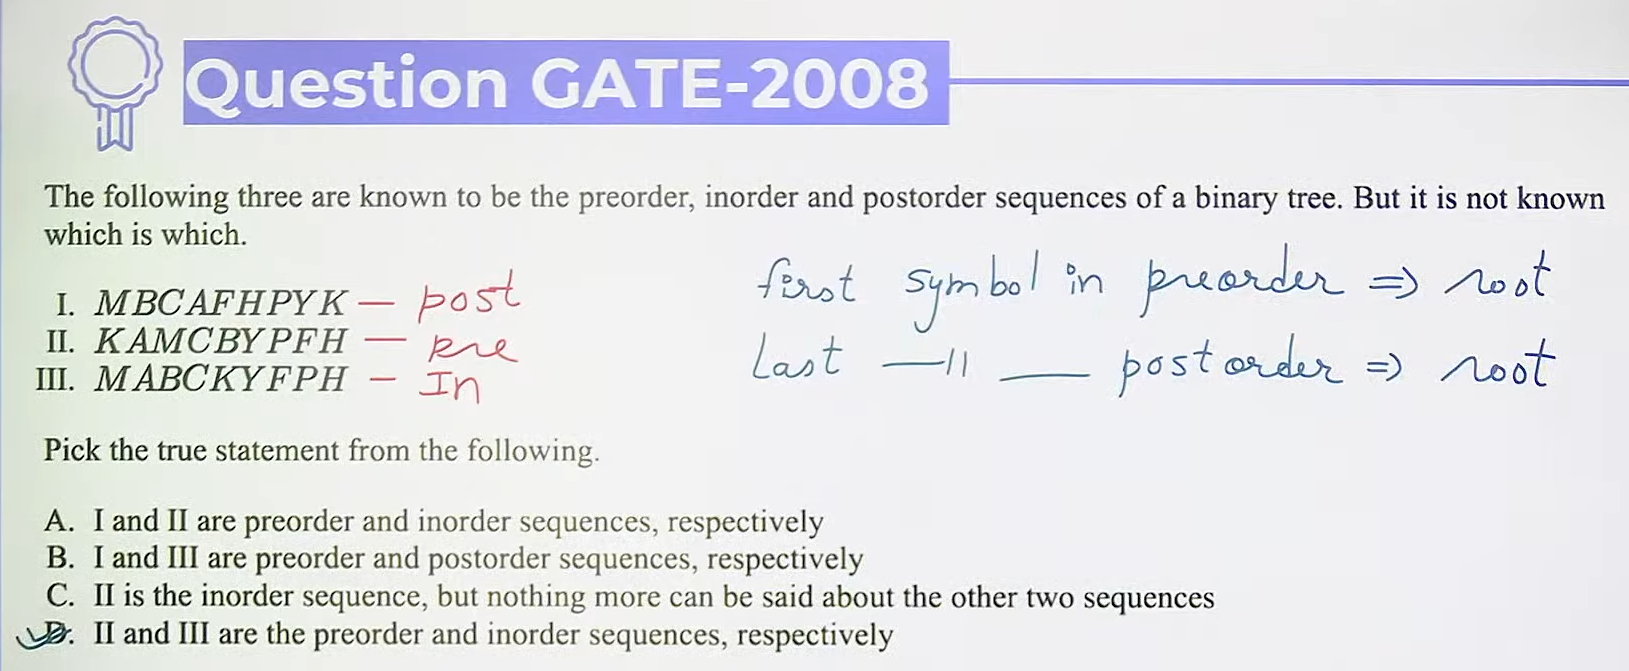 Question GATE-2008
The following three are known to be the preorder, inorder and postorder sequences of a binary tree. But it is not known
which is which.
I. MBCAFHPYK — post
II. KAMCBYPFH — pre
III. MABCKYFPH — In
first symbol in preorder ⇒ root
Last —〃— postorder ⇒ root
Pick the true statement from the following.
A. I and II are preorder and inorder sequences, respectively
B. I and III are preorder and postorder sequences, respectively
C. II is the inorder sequence, but nothing more can be said about the other two sequences
D. II and III are the preorder and inorder sequences, respectively